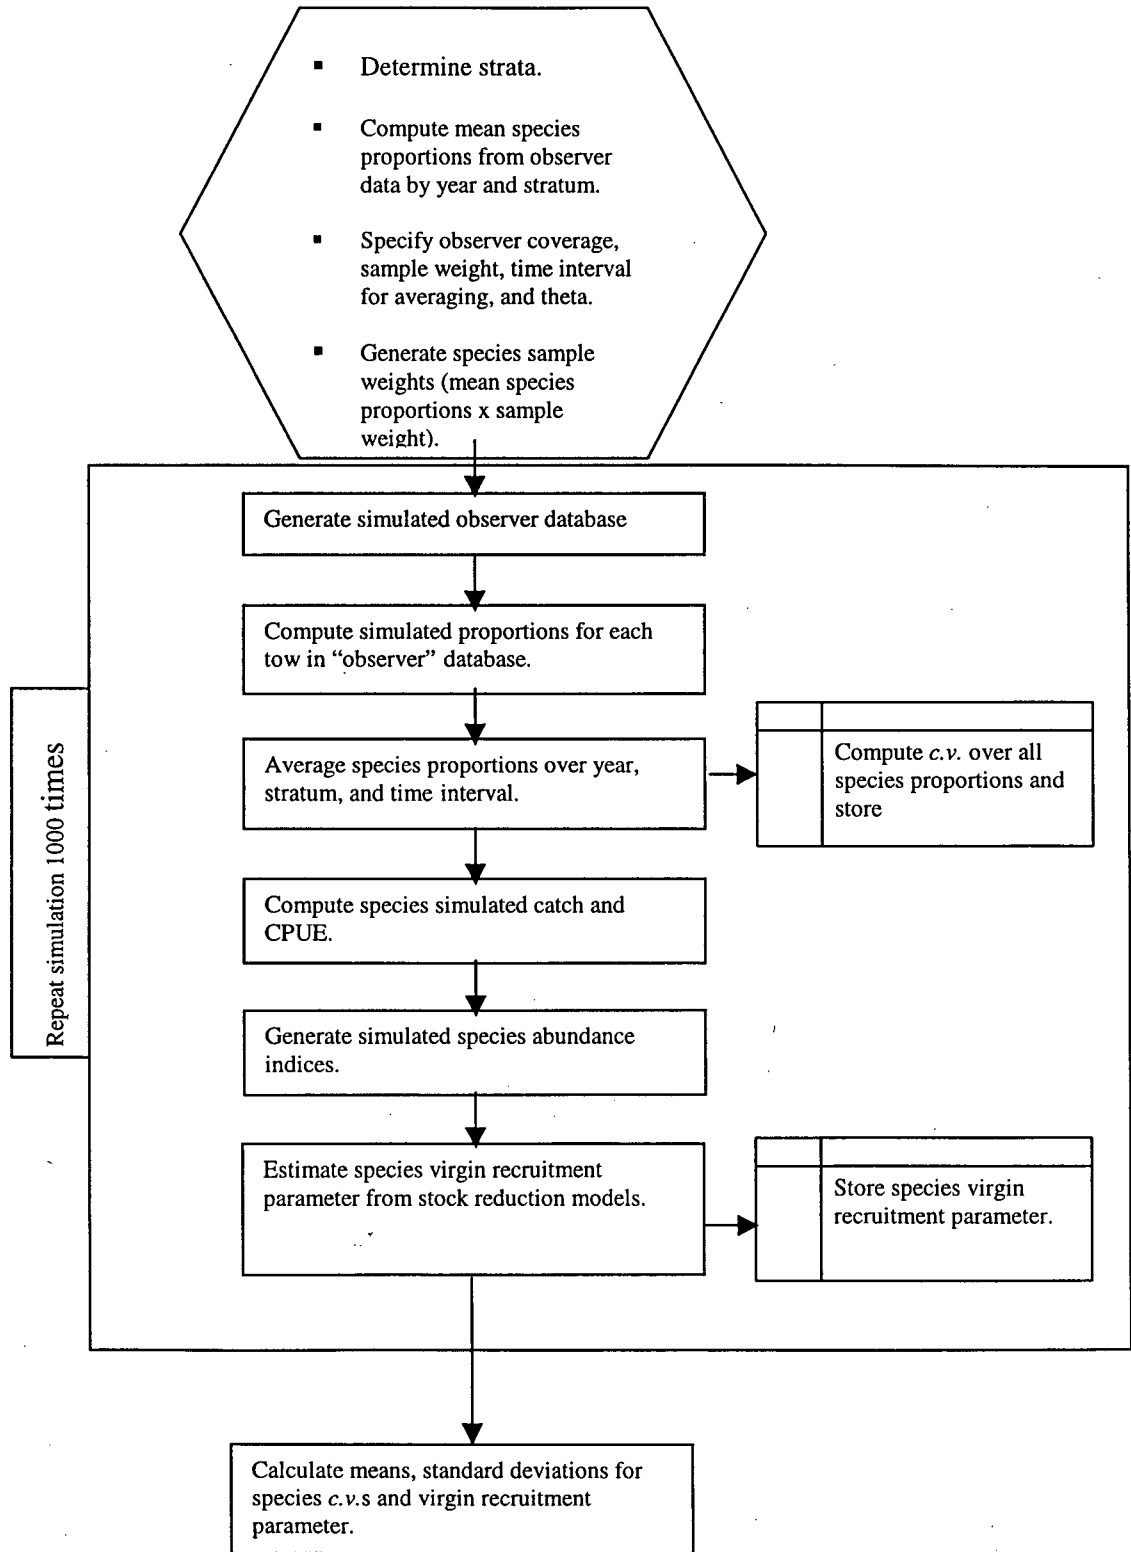 ▪ Determine strata.
▪ Compute mean species
proportions from observer
data by year and stratum.
▪ Specify observer coverage,
sample weight, time interval
for averaging, and theta.
▪ Generate species sample
weights (mean species
proportions x sample
weight).
Generate simulated observer database
Compute simulated proportions for each
tow in “observer” database.
Repeat simulation 1000 times
Average species proportions over year,
stratum, and time interval.
Compute c.v. over all
species proportions and
store
Compute species simulated catch and
CPUE.
Generate simulated species abundance
indices.
Estimate species virgin recruitment
parameter from stock reduction models.
Store species virgin
recruitment parameter.
Calculate means, standard deviations for
species c.v.s and virgin recruitment
parameter.